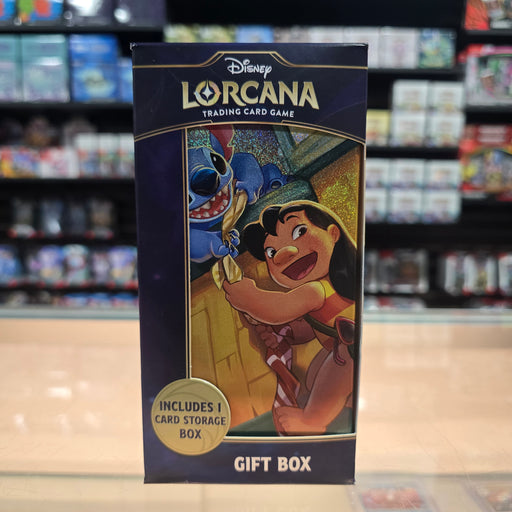 Disney
LORCANA
TRADING CARD GAME
INCLUDES 1
CARD STORAGE
BOX
GIFT BOX